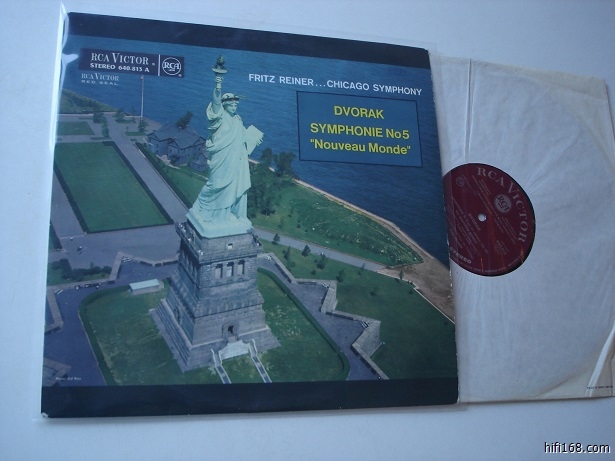 RCA VICTOR
STEREO 640.813 A
RCA
RCA VICTOR
RED SEAL
FRITZ REINER...CHICAGO SYMPHONY
DVORAK
SYMPHONIE No5
"Nouveau Monde"
RCA VICTOR
hifi168.com